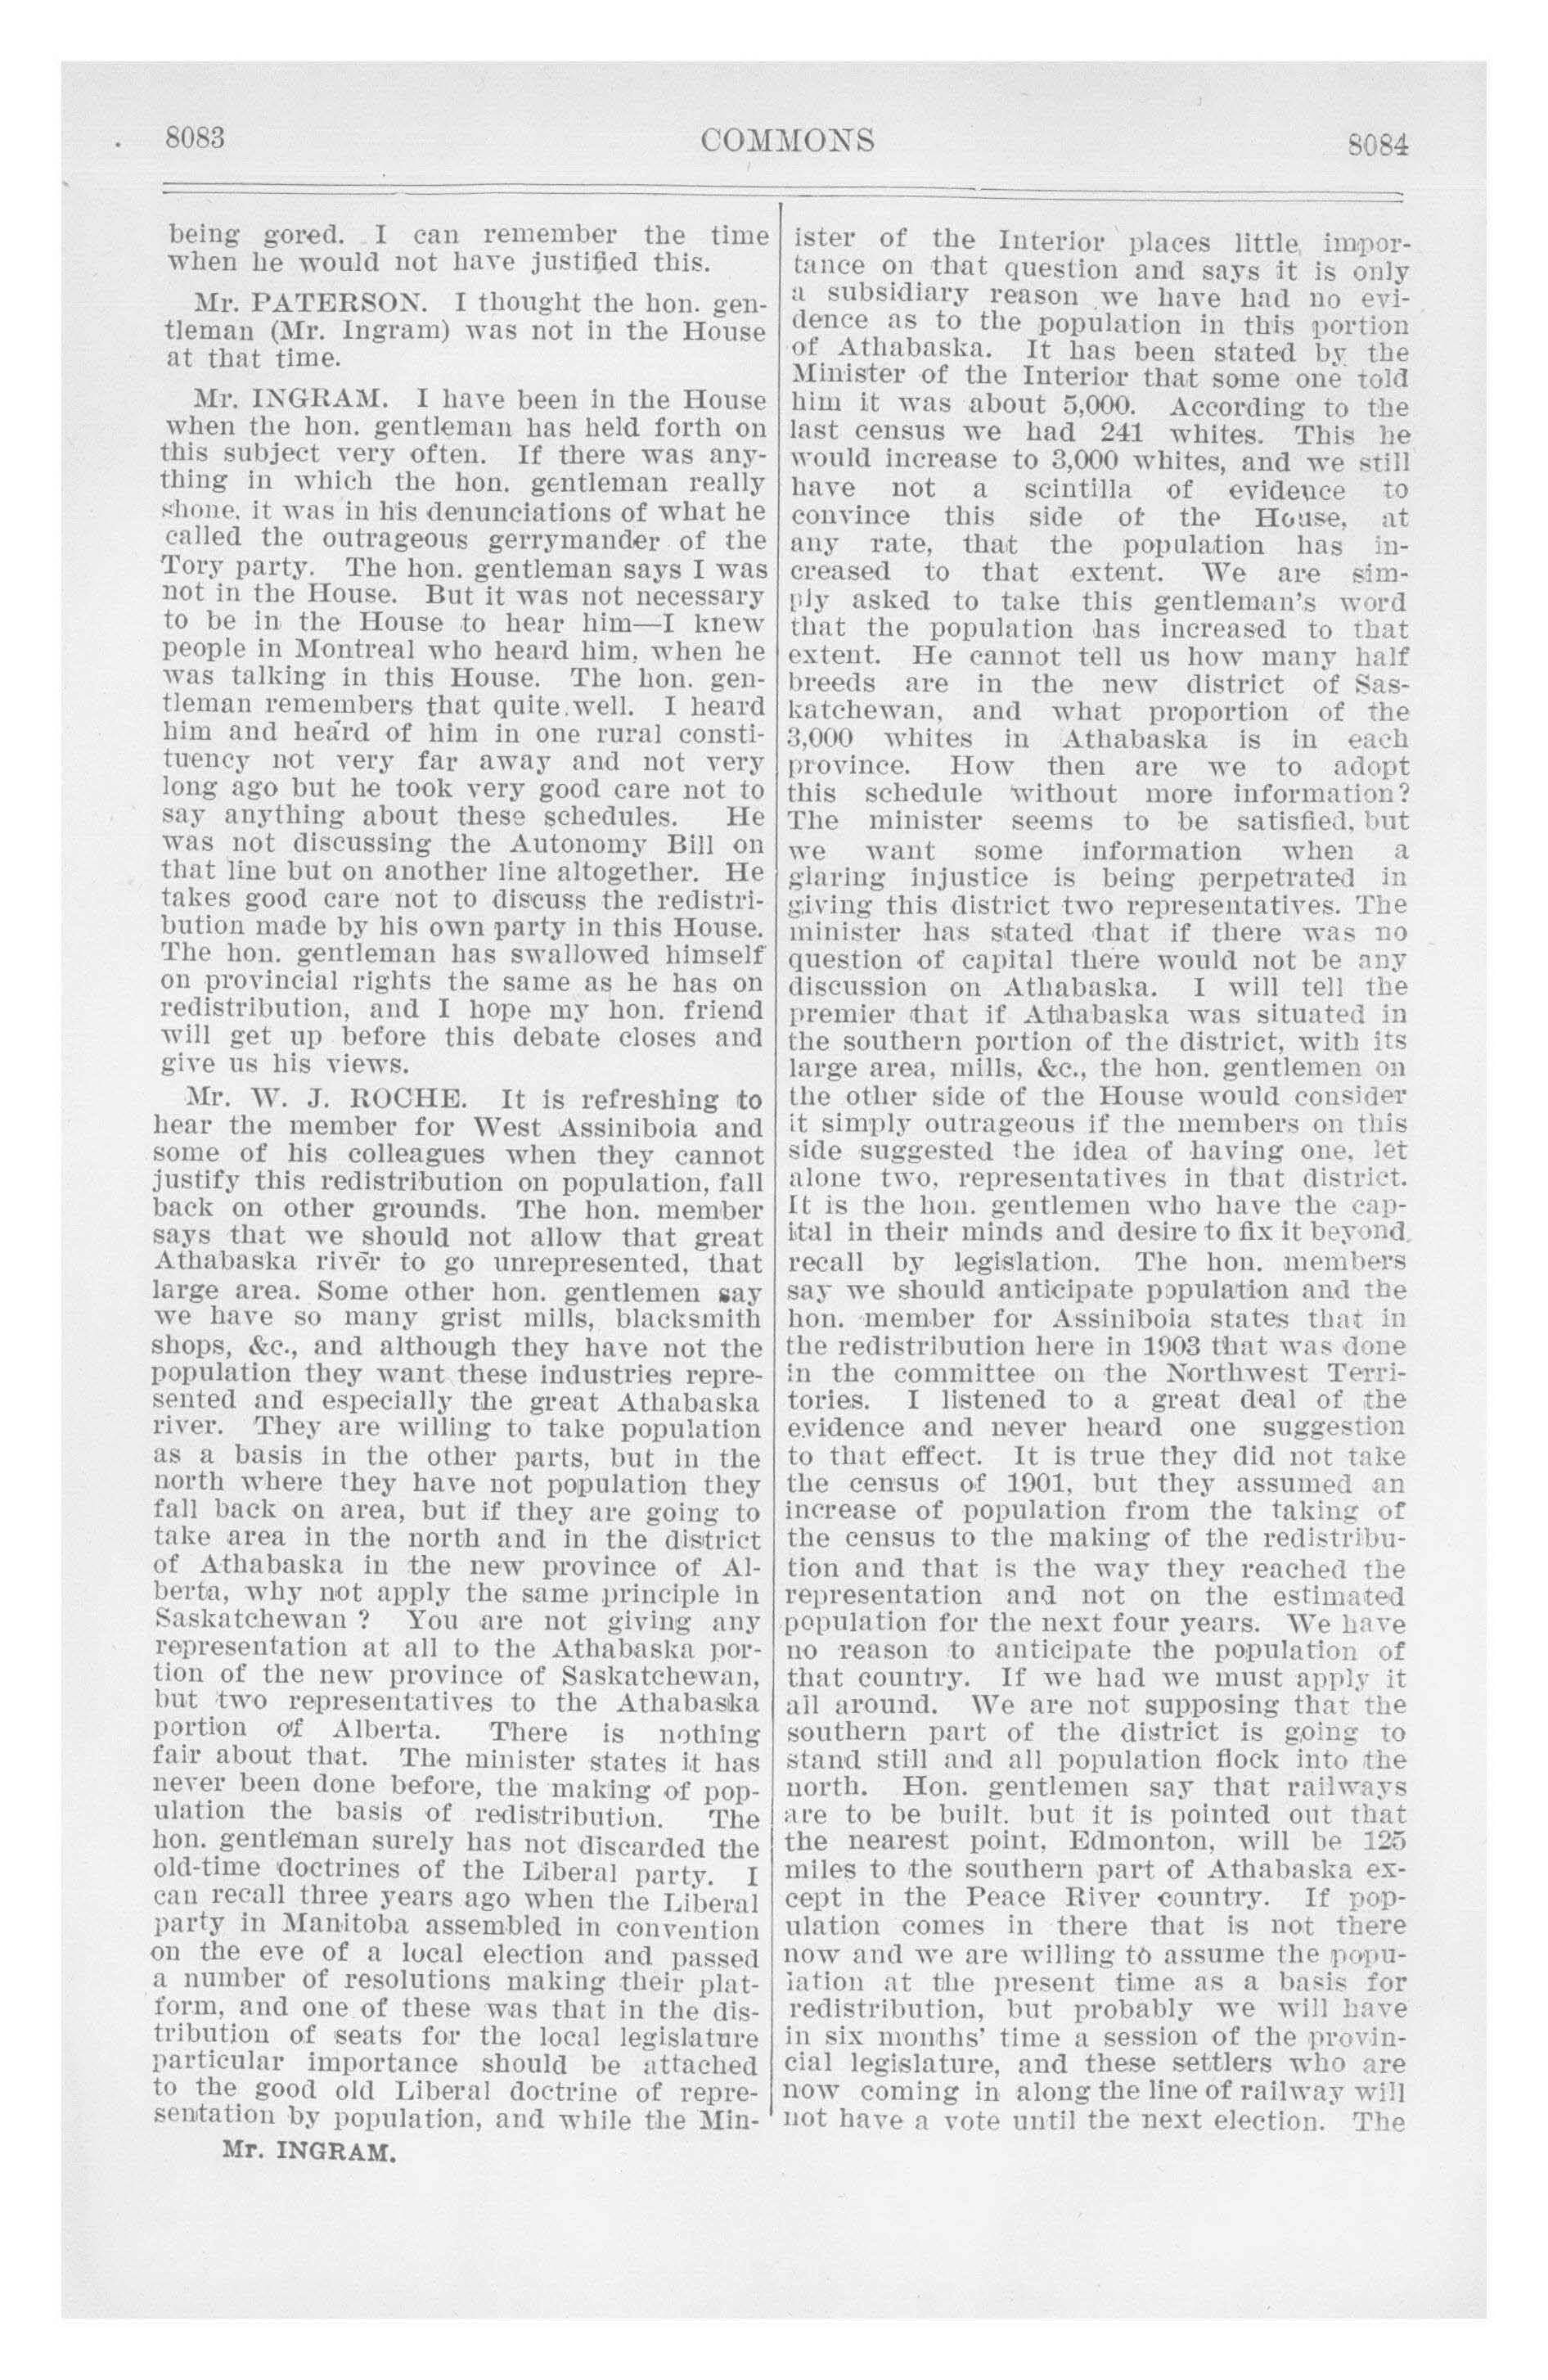 8083
COMMONS
8084
being gored. I can remember the time
when he would not have justified this.
Mr. PATERSON. I thought the hon. gen-
tleman (Mr. Ingram) was not in the House
at that time.
Mr. INGRAM. I have been in the House
when the hon. gentleman has held forth on
this subject very often. If there was any-
thing in which the hon. gentleman really
shone, it was in his denunciations of what he
called the outrageous gerrymander of the
Tory party. The hon. gentleman says I was
not in the House. But it was not necessary
to be in the House to hear him—I knew
people in Montreal who heard him, when he
was talking in this House. The hon. gen-
tleman remembers that quite well. I heard
him and heard of him in one rural consti-
tuency not very far away and not very
long ago but he took very good care not to
say anything about these schedules. He
was not discussing the Autonomy Bill on
that line but on another line altogether. He
takes good care not to discuss the redistri-
bution made by his own party in this House.
The hon. gentleman has swallowed himself
on provincial rights the same as he has on
redistribution, and I hope my hon. friend
will get up before this debate closes and
give us his views.
Mr. W. J. ROCHE. It is refreshing to
hear the member for West Assiniboia and
some of his colleagues when they cannot
justify this redistribution on population, fall
back on other grounds. The hon. member
says that we should not allow that great
Athabaska river to go unrepresented, that
large area. Some other hon. gentlemen say
we have so many grist mills, blacksmith
shops, &c., and although they have not the
population they want these industries repre-
sented and especially the great Athabaska
river. They are willing to take population
as a basis in the other parts, but in the
north where they have not population they
fall back on area, but if they are going to
take area in the north and in the district
of Athabaska in the new province of Al-
berta, why not apply the same principle in
Saskatchewan ? You are not giving any
representation at all to the Athabaska por-
tion of the new province of Saskatchewan,
but two representatives to the Athabaska
portion of Alberta. There is nothing
fair about that. The minister states it has
never been done before, the making of pop-
ulation the basis of redistribution. The
hon. gentleman surely has not discarded the
old-time doctrines of the Liberal party. I
can recall three years ago when the Liberal
party in Manitoba assembled in convention
on the eve of a local election and passed
a number of resolutions making their plat-
form, and one of these was that in the dis-
tribution of seats for the local legislature
particular importance should be attached
to the good old Liberal doctrine of repre-
sentation by population, and while the Min-
Mr. INGRAM.
ister of the Interior places little impor-
tance on that question and says it is only
a subsidiary reason we have had no evi-
dence as to the population in this portion
of Athabaska. It has been stated by the
Minister of the Interior that some one told
him it was about 5,000. According to the
last census we had 241 whites. This he
would increase to 3,000 whites, and we still
have not a scintilla of evidence to
convince this side of the House, at
any rate, that the population has in-
creased to that extent. We are sim-
ply asked to take this gentleman's word
that the population has increased to that
extent. He cannot tell us how many half
breeds are in the new district of Sas-
katchewan, and what proportion of the
3,000 whites in Athabaska is in each
province. How then are we to adopt
this schedule without more information?
The minister seems to be satisfied, but
we want some information when a
glaring injustice is being perpetrated in
giving this district two representatives. The
minister has stated that if there was no
question of capital there would not be any
discussion on Athabaska. I will tell the
premier that if Athabaska was situated in
the southern portion of the district, with its
large area, mills, &c., the hon. gentlemen on
the other side of the House would consider
it simply outrageous if the members on this
side suggested the idea of having one, let
alone two, representatives in that district.
It is the hon. gentlemen who have the cap-
ital in their minds and desire to fix it beyond
recall by legislation. The hon. members
say we should anticipate population and the
hon. member for Assiniboia states that in
the redistribution here in 1903 that was done
in the committee on the Northwest Terri-
tories. I listened to a great deal of the
evidence and never heard one suggestion
to that effect. It is true they did not take
the census of 1901, but they assumed an
increase of population from the taking of
the census to the making of the redistribu-
tion and that is the way they reached the
representation and not on the estimated
population for the next four years. We have
no reason to anticipate the population of
that country. If we had we must apply it
all around. We are not supposing that the
southern part of the district is going to
stand still and all population flock into the
north. Hon. gentlemen say that railways
are to be built, but it is pointed out that
the nearest point, Edmonton, will be 125
miles to the southern part of Athabaska ex-
cept in the Peace River country. If pop-
ulation comes in there that is not there
now and we are willing to assume the popu-
lation at the present time as a basis for
redistribution, but probably we will have
in six months' time a session of the provin-
cial legislature, and these settlers who are
now coming in along the line of railway will
not have a vote until the next election. The